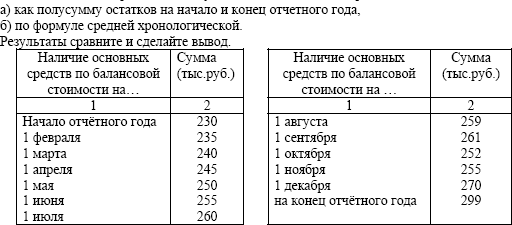 а) как полусумму остатков на начало и конец отчетного года,
б) по формуле средней хронологической.
Результаты сравните и сделайте вывод.
Наличие основных средств по балансовой стоимости на… Сумма (тыс.руб.)
1 2
Начало отчётного года 230
1 февраля 235
1 марта 240
1 апреля 245
1 мая 250
1 июня 255
1 июля 260
Наличие основных средств по балансовой стоимости на… Сумма (тыс.руб.)
1 2
1 августа 259
1 сентября 261
1 октября 252
1 ноября 255
1 декабря 270
на конец отчётного года 299